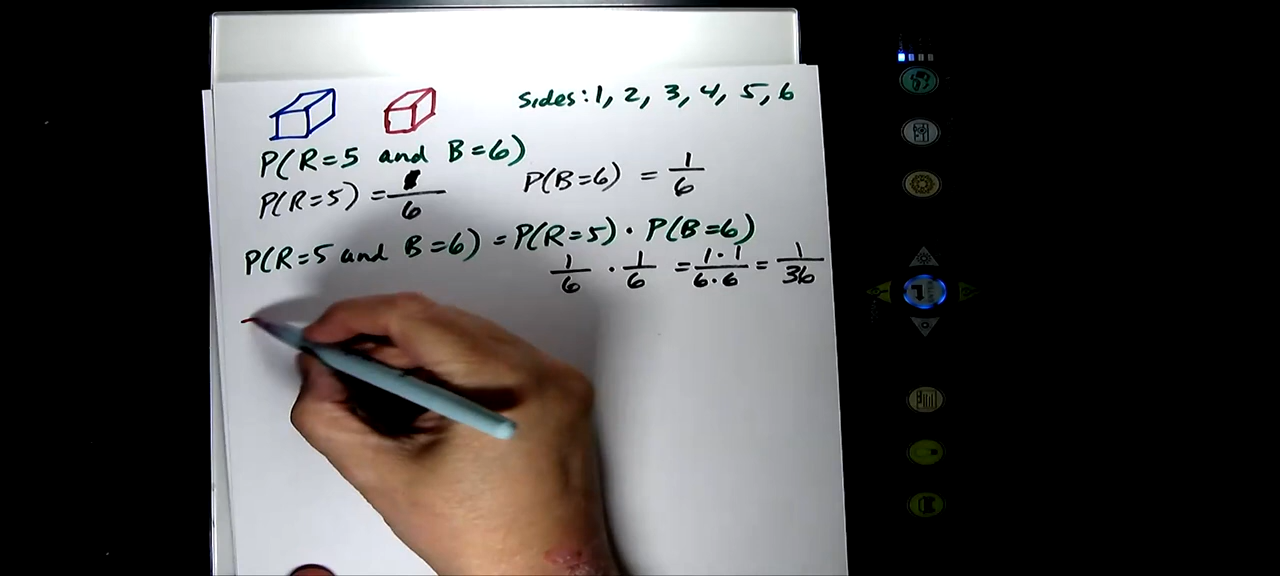 sides: 1, 2, 3, 4, 5, 6
P(R=5 and B=6)
P(R=5) = 1/6 P(B=6) = 1/6
P(R=5 and B=6) = P(R=5) · P(B=6)
1/6 · 1/6 = 1·1/6·6 = 1/36